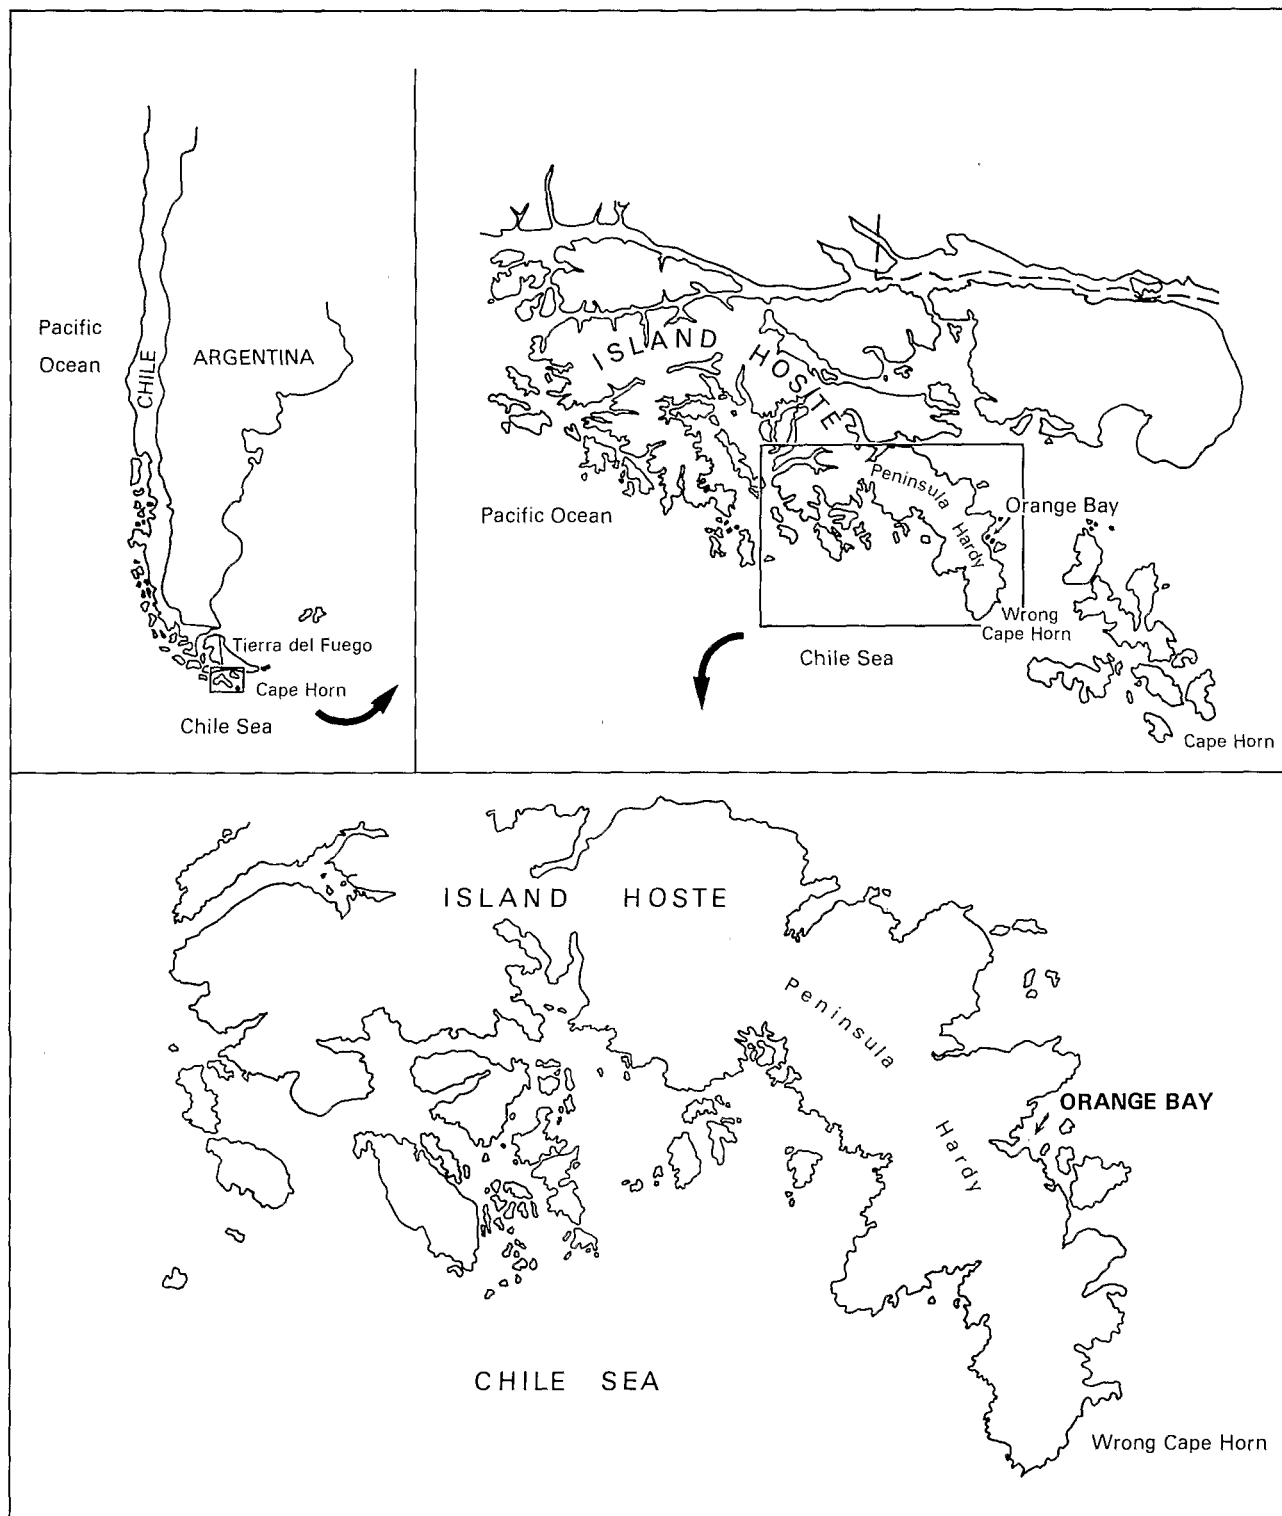 Pacific
Ocean
CHILE
ARGENTINA
Tierra del Fuego
Cape Horn
Chile Sea
ISLAND HOSITE
Pacific Ocean
Peninsula Hardy
Orange Bay
Wrong
Cape Horn
Chile Sea
Cape Horn
ISLAND HOSTE
Peninsula Hardy
ORANGE BAY
CHILE SEA
Wrong Cape Horn